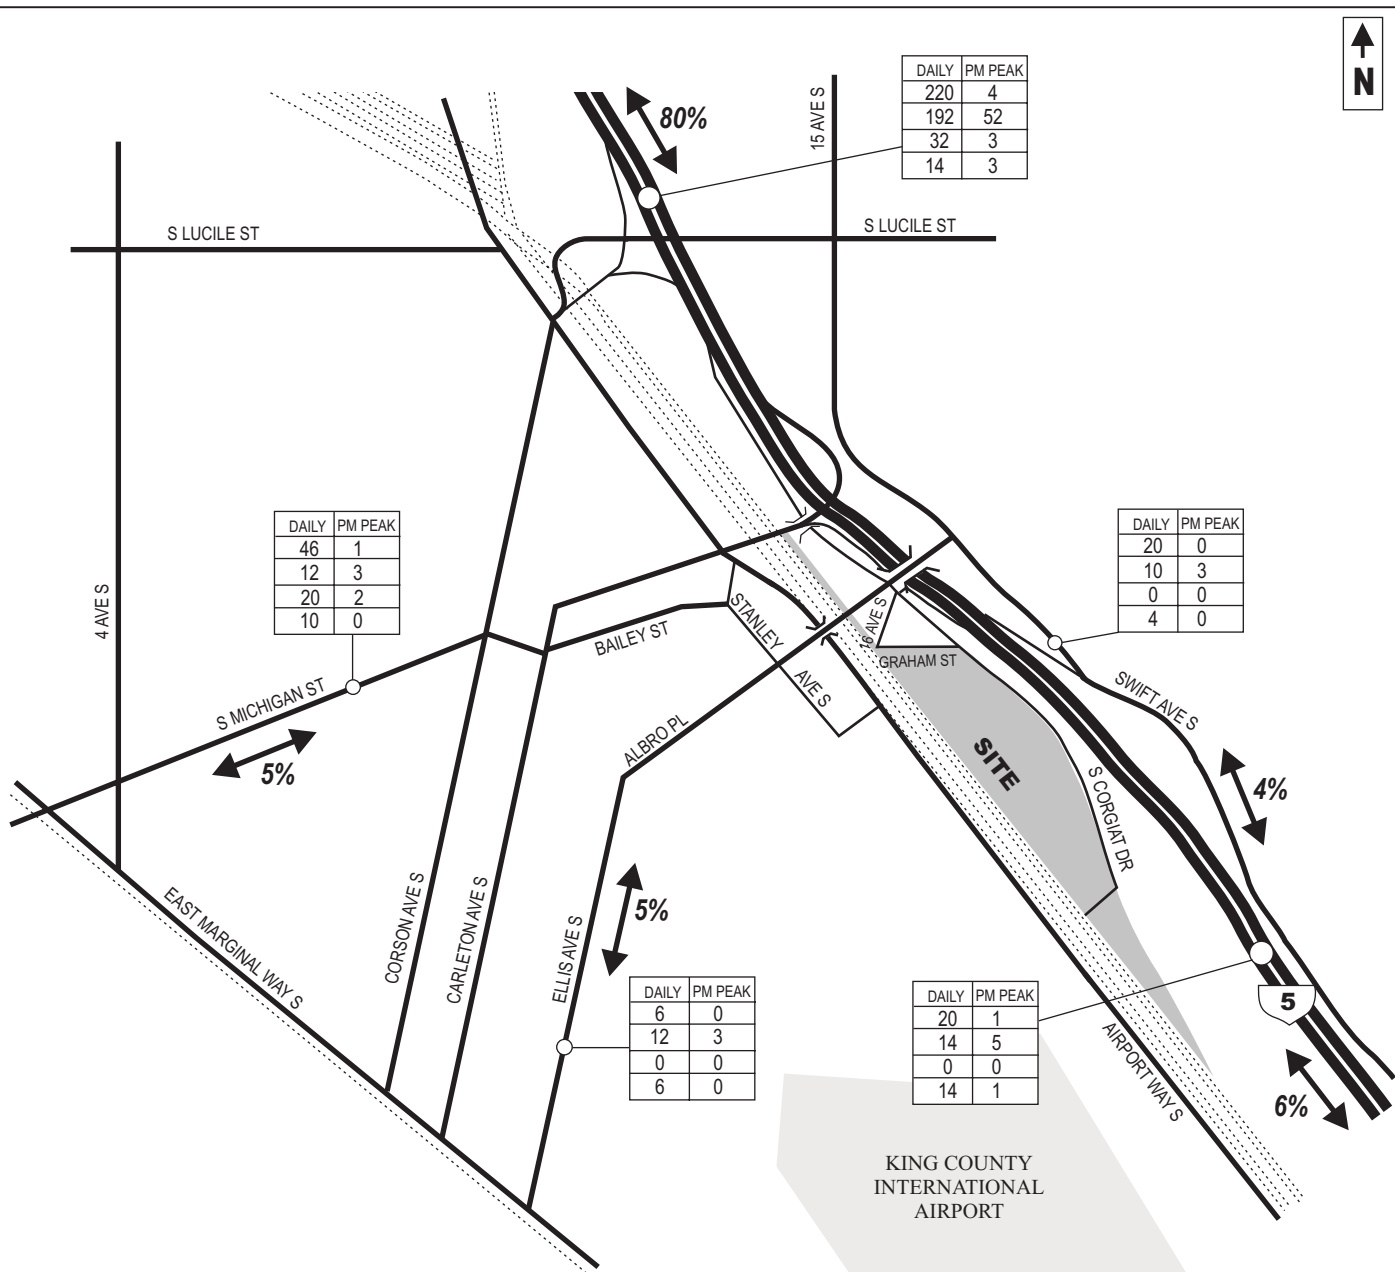 N
DAILY PM PEAK
220 4
192 52
32 3
14 3
80%
15 AVE S
S LUCILE ST
S LUCILE ST
4 AVE S
DAILY PM PEAK
46 1
12 3
20 2
10 0
DAILY PM PEAK
20 0
10 3
0 0
4 0
STANLEY
AVE S
BAILEY ST
16 AVE S
GRAHAM ST
S MICHIGAN ST
5%
ALBRO PL
SITE
SWIFT AVE S
4%
S CORGIAT DR
EAST MARGINAL WAY S
CORSON AVE S
CARLETON AVE S
ELLIS AVE S
5%
DAILY PM PEAK
6 0
12 3
0 0
6 0
DAILY PM PEAK
20 1
14 5
0 0
14 1
5
AIRPORT WAY S
6%
KING COUNTY
INTERNATIONAL
AIRPORT